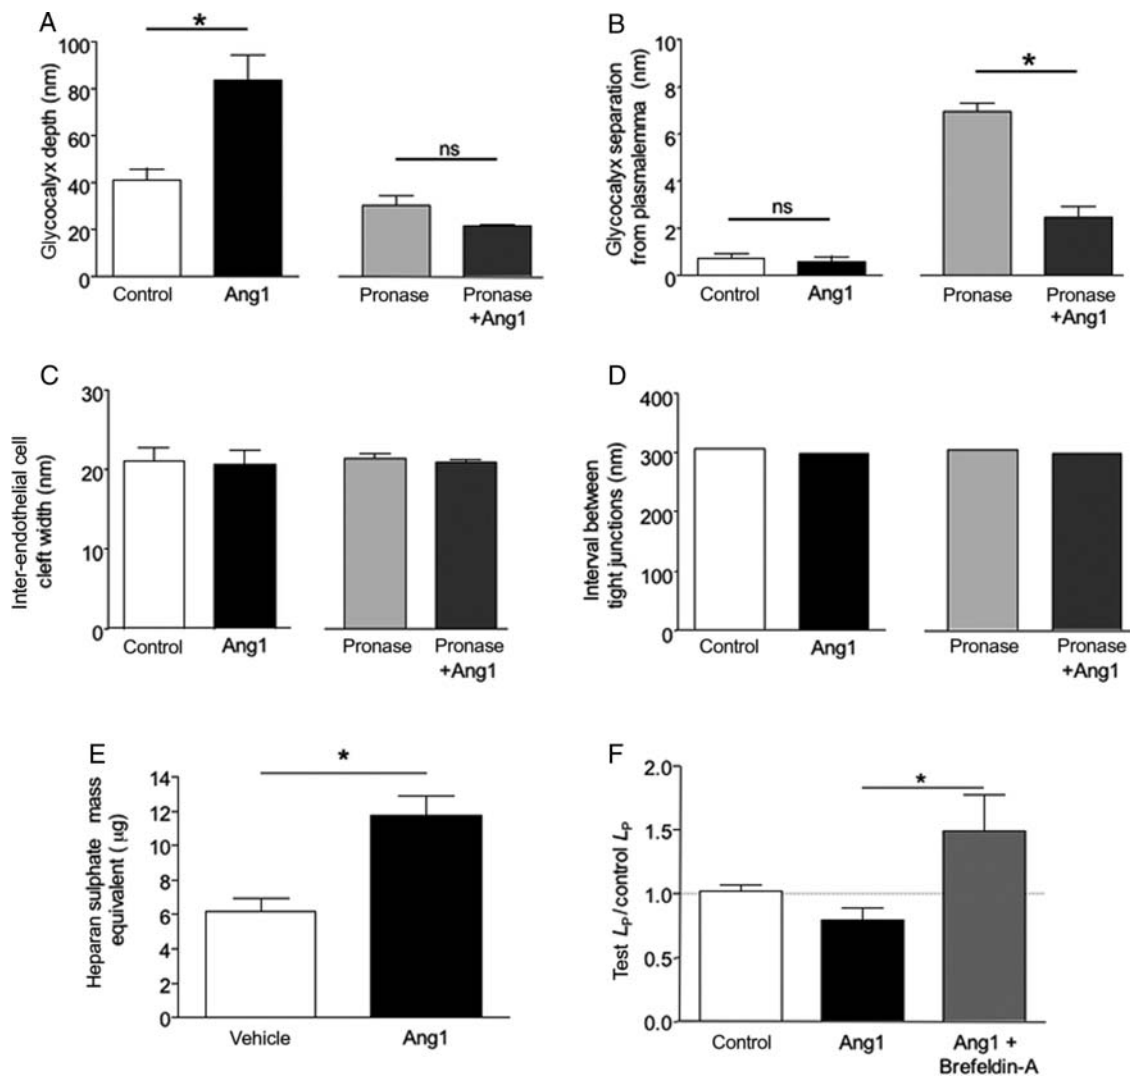 A
Glycocalyx depth (nm)
100
80
60
40
20
0
*
ns
Control
Ang1
Pronase
Pronase
+Ang1
B
Glycocalyx separation
from plasmalemma (nm)
10
8
6
4
2
0
ns
*
Control
Ang1
Pronase
Pronase
+Ang1
C
Inter-endothelial cell
cleft width (nm)
30
20
10
0
Control
Ang1
Pronase
Pronase
+Ang1
D
Interval between
tight junctions (nm)
400
300
200
100
0
Control
Ang1
Pronase
Pronase
+Ang1
E
Heparan sulphate mass
equivalent ( μg)
14
12
10
8
6
4
2
0
*
Vehicle
Ang1
F
Test LP/control LP
2.0
1.5
1.0
0.5
0.0
*
Control
Ang1
Ang1 +
Brefeldin-A